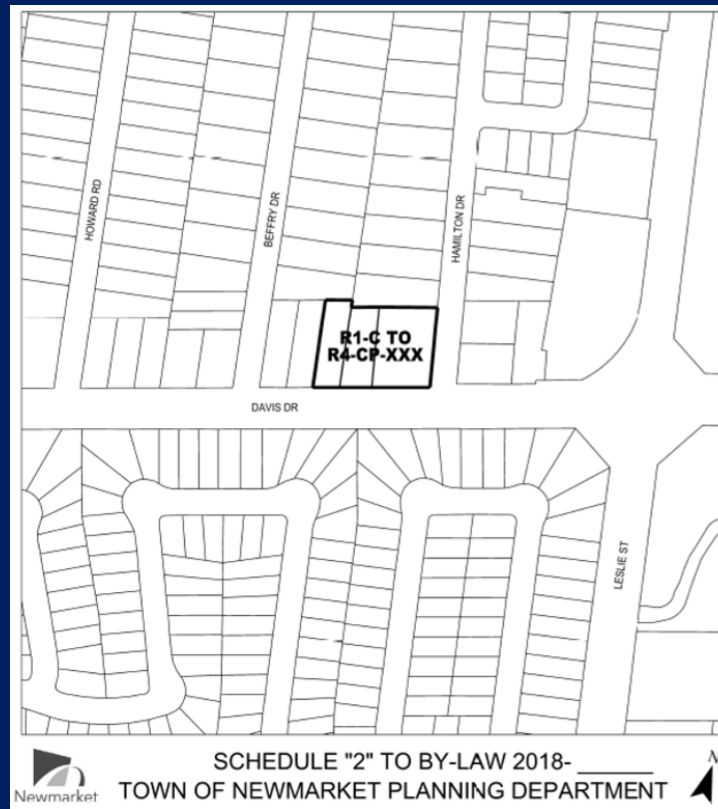 HOWARD RD
BEFFRY DR
HAMILTON DR
R1-C TO
R4-CP-XXX
DAVIS DR
LESLIE ST
SCHEDULE "2" TO BY-LAW 2018-______
TOWN OF NEWMARKET PLANNING DEPARTMENT
Newmarket
N